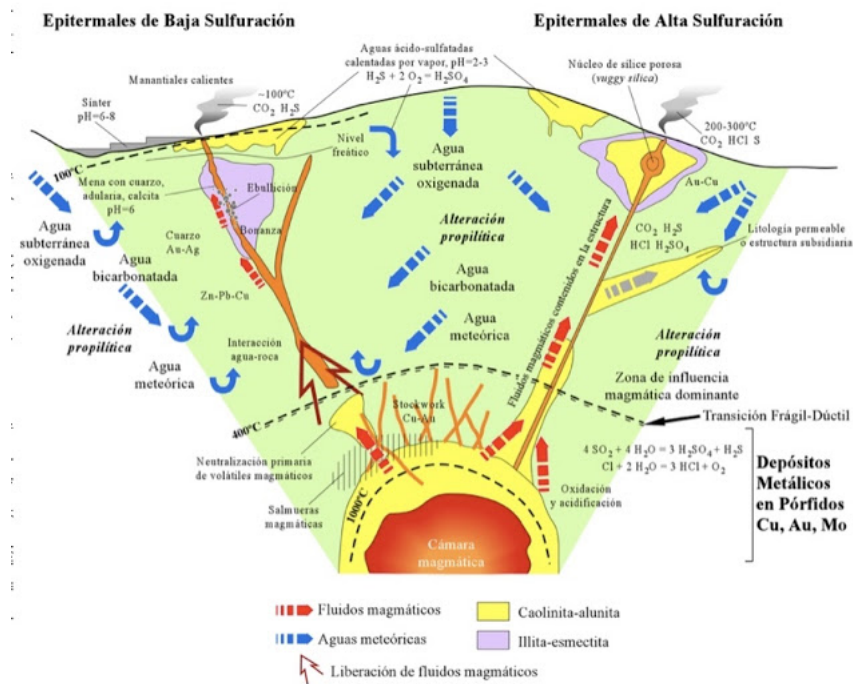 Epitermales de Baja Sulfuración
Epitermales de Alta Sulfuración
Manantiales calientes
~100ºC
CO₂ H₂S
Sínter
pH=6-8
Aguas ácido-sulfatadas
calentadas por vapor, pH=2-3
H₂S + 2 O₂ = H₂SO₄
Núcleo de sílice porosa
(vuggy silica)
200-300ºC
CO₂ HCl S
100ºC
Nivel
freático
Agua
subterránea
oxigenada
Mena con cuarzo,
adularia, calcita
pH=6
Ebullición
Bonanza
Cuarzo
Au-Ag
Au-Cu
Agua
subterránea
oxigenada
Agua
bicarbonatada
Zn-Pb-Cu
Alteración
propilítica
Agua
bicarbonatada
CO₂ H₂S
HCl H₂SO₄
Litología permeable
o estructura subsidiaria
Alteración
propilítica
Agua
meteórica
Interacción
agua-roca
Agua
meteórica
Fluidos magmáticos contenidos en la estructura
Alteración
propilítica
Zona de influencia
magmática dominante
Transición Frágil-Dúctil
400ºC
Stockwork
Cu-Au
Neutralización primaria
de volátiles magmáticos
Salmueras
magmáticas
1000ºC
4 SO₂ + 4 H₂O = 3 H₂SO₄ + H₂S
Cl + 2 H₂O = 3 HCl + O₂
Oxidación
y acidificación
Depósitos
Metálicos
en Pórfidos
Cu, Au, Mo
Cámara
magmática
Fluidos magmáticos
Caolinita-alunita
Aguas meteóricas
Illita-esmectita
Liberación de fluidos magmáticos